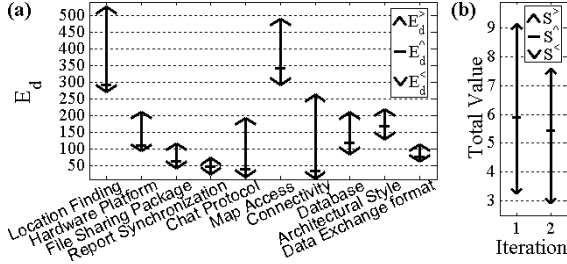 (a)
500
450
400
350
300
250
200
150
100
50
E_d
E_d^>
E_d^^
E_d^<
Location Finding
Hardware Platform
File Sharing Package
Report Synchronization
Chat Protocol
Map Access
Connectivity
Database
Architectural Style
Data Exchange format
(b)
S^>
S^^
S^<
9
8
7
6
5
4
3
Total Value
1 2
Iteration